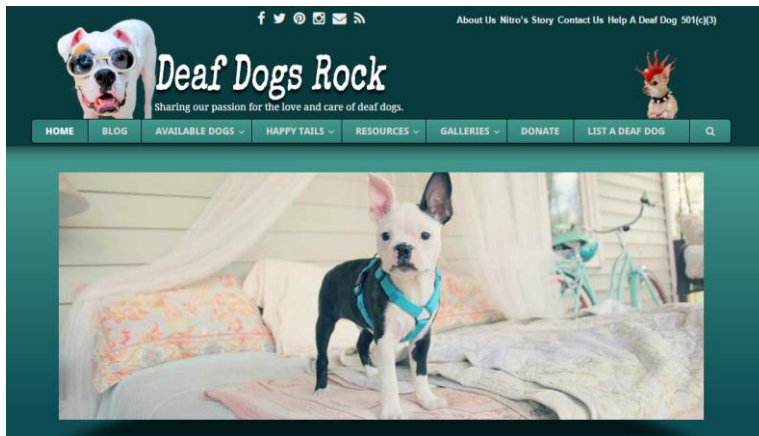 About Us Nitro's Story Contact Us Help A Deaf Dog 501(c)(3)
Deaf Dogs Rock
Sharing our passion for the love and care of deaf dogs.
HOME BLOG AVAILABLE DOGS HAPPY TAILS RESOURCES GALLERIES DONATE LIST A DEAF DOG